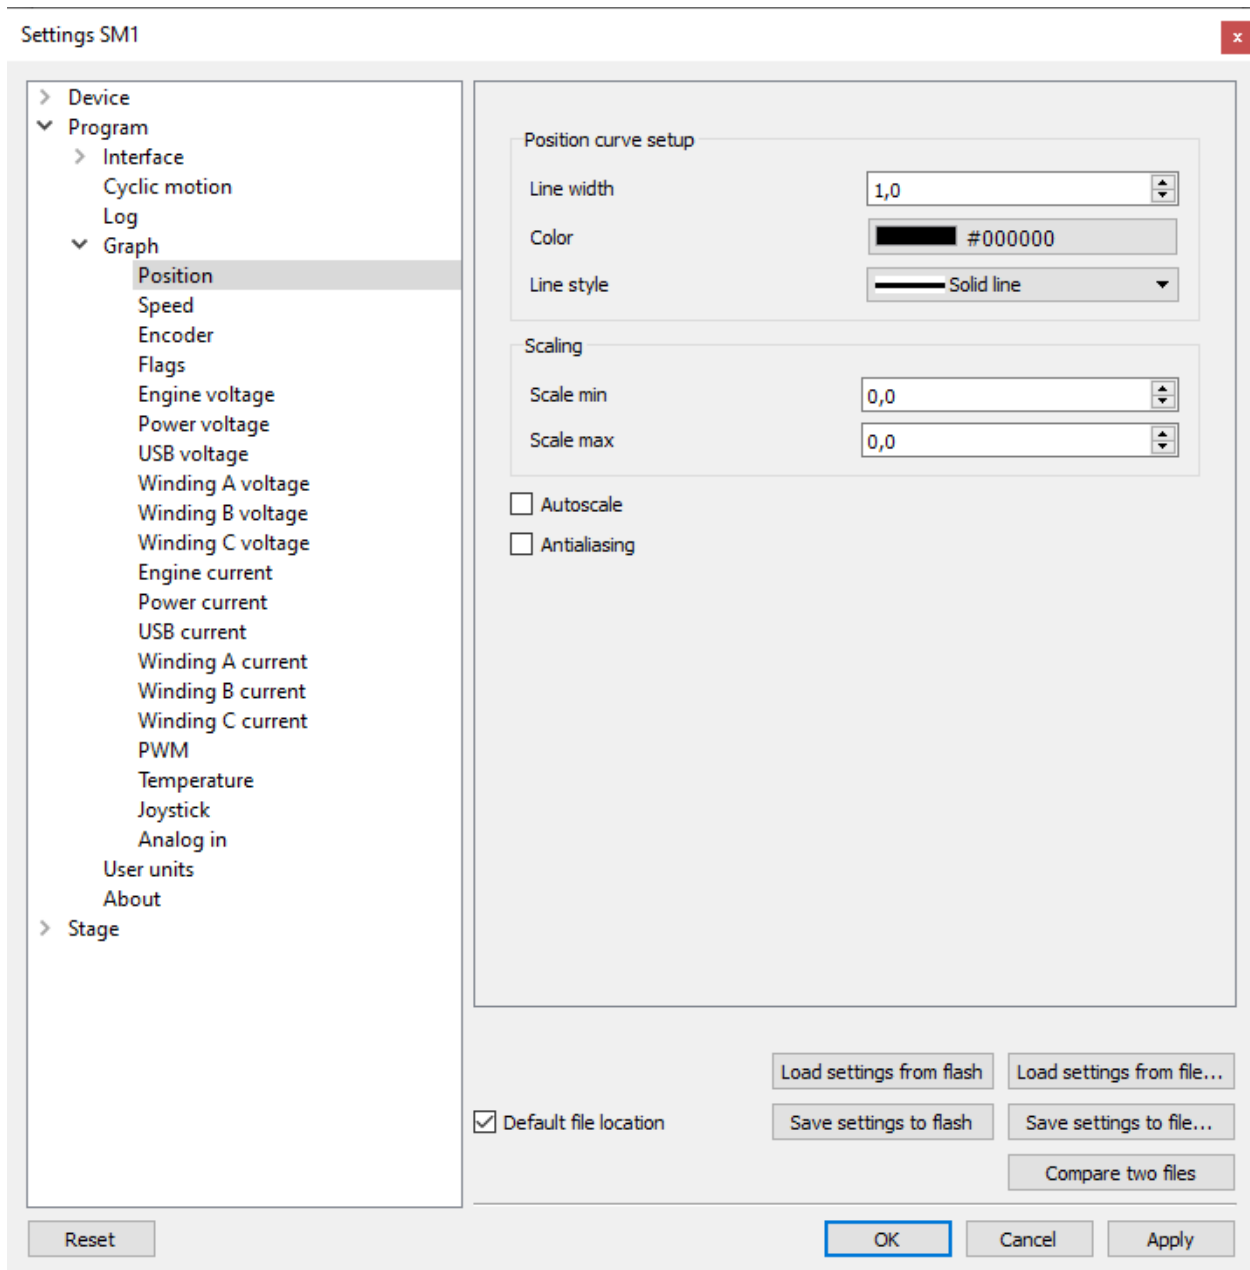 Settings SM1
x
Device
Program
Interface
Cyclic motion
Log
Graph
Position
Speed
Encoder
Flags
Engine voltage
Power voltage
USB voltage
Winding A voltage
Winding B voltage
Winding C voltage
Engine current
Power current
USB current
Winding A current
Winding B current
Winding C current
PWM
Temperature
Joystick
Analog in
User units
About
Stage
Position curve setup
Line width 1,0
Color #000000
Line style Solid line
Scaling
Scale min 0,0
Scale max 0,0
Autoscale
Antialiasing
Load settings from flash Load settings from file...
Default file location Save settings to flash Save settings to file...
Compare two files
Reset OK Cancel Apply